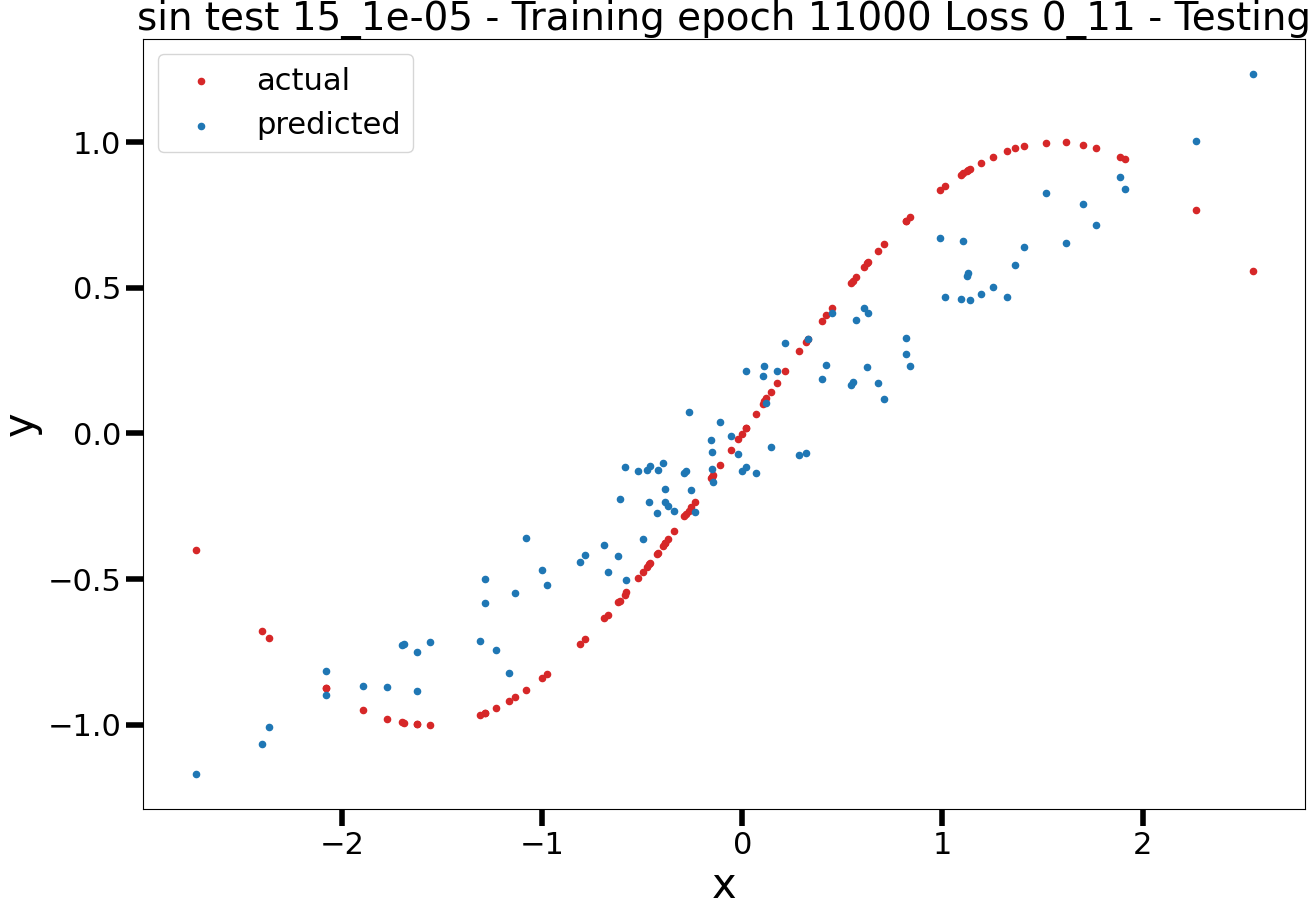 sin test 15_1e-05 - Training epoch 11000 Loss 0_11 - Testing
actual
predicted
1.0
0.5
0.0
−0.5
−1.0
y
−2
−1
0
1
2
x